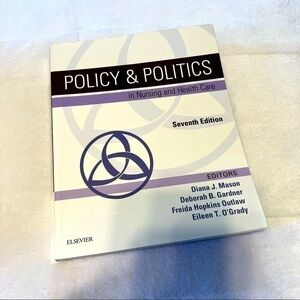 POLICY & POLITICS
in Nursing and Health Care
Seventh Edition
EDITORS
Diana J. Mason
Deborah B. Gardner
Freida Hopkins Outlaw
Eileen T. O'Grady
ELSEVIER